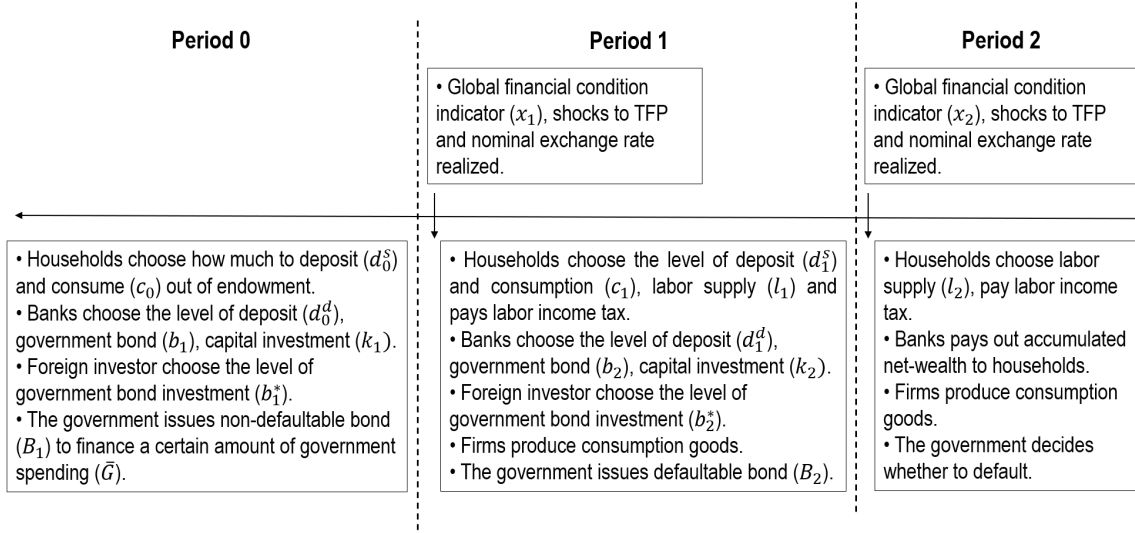 Period 0
Period 1
Period 2
• Global financial condition
indicator (x₁), shocks to TFP
and nominal exchange rate
realized.
• Global financial condition
indicator (x₂), shocks to TFP
and nominal exchange rate
realized.
• Households choose how much to deposit (d₀ˢ)
and consume (c₀) out of endowment.
• Banks choose the level of deposit (d₀ᵈ),
government bond (b₁), capital investment (k₁).
• Foreign investor choose the level of
government bond investment (b₁*).
• The government issues non-defaultable bond
(B₁) to finance a certain amount of government
spending (Ḡ).
• Households choose the level of deposit (d₁ˢ)
and consumption (c₁), labor supply (l₁) and
pays labor income tax.
• Banks choose the level of deposit (d₁ᵈ),
government bond (b₂), capital investment (k₂).
• Foreign investor choose the level of
government bond investment (b₂*).
• Firms produce consumption goods.
• The government issues defaultable bond (B₂).
• Households choose labor
supply (l₂), pay labor income
tax.
• Banks pays out accumulated
net-wealth to households.
• Firms produce consumption
goods.
• The government decides
whether to default.